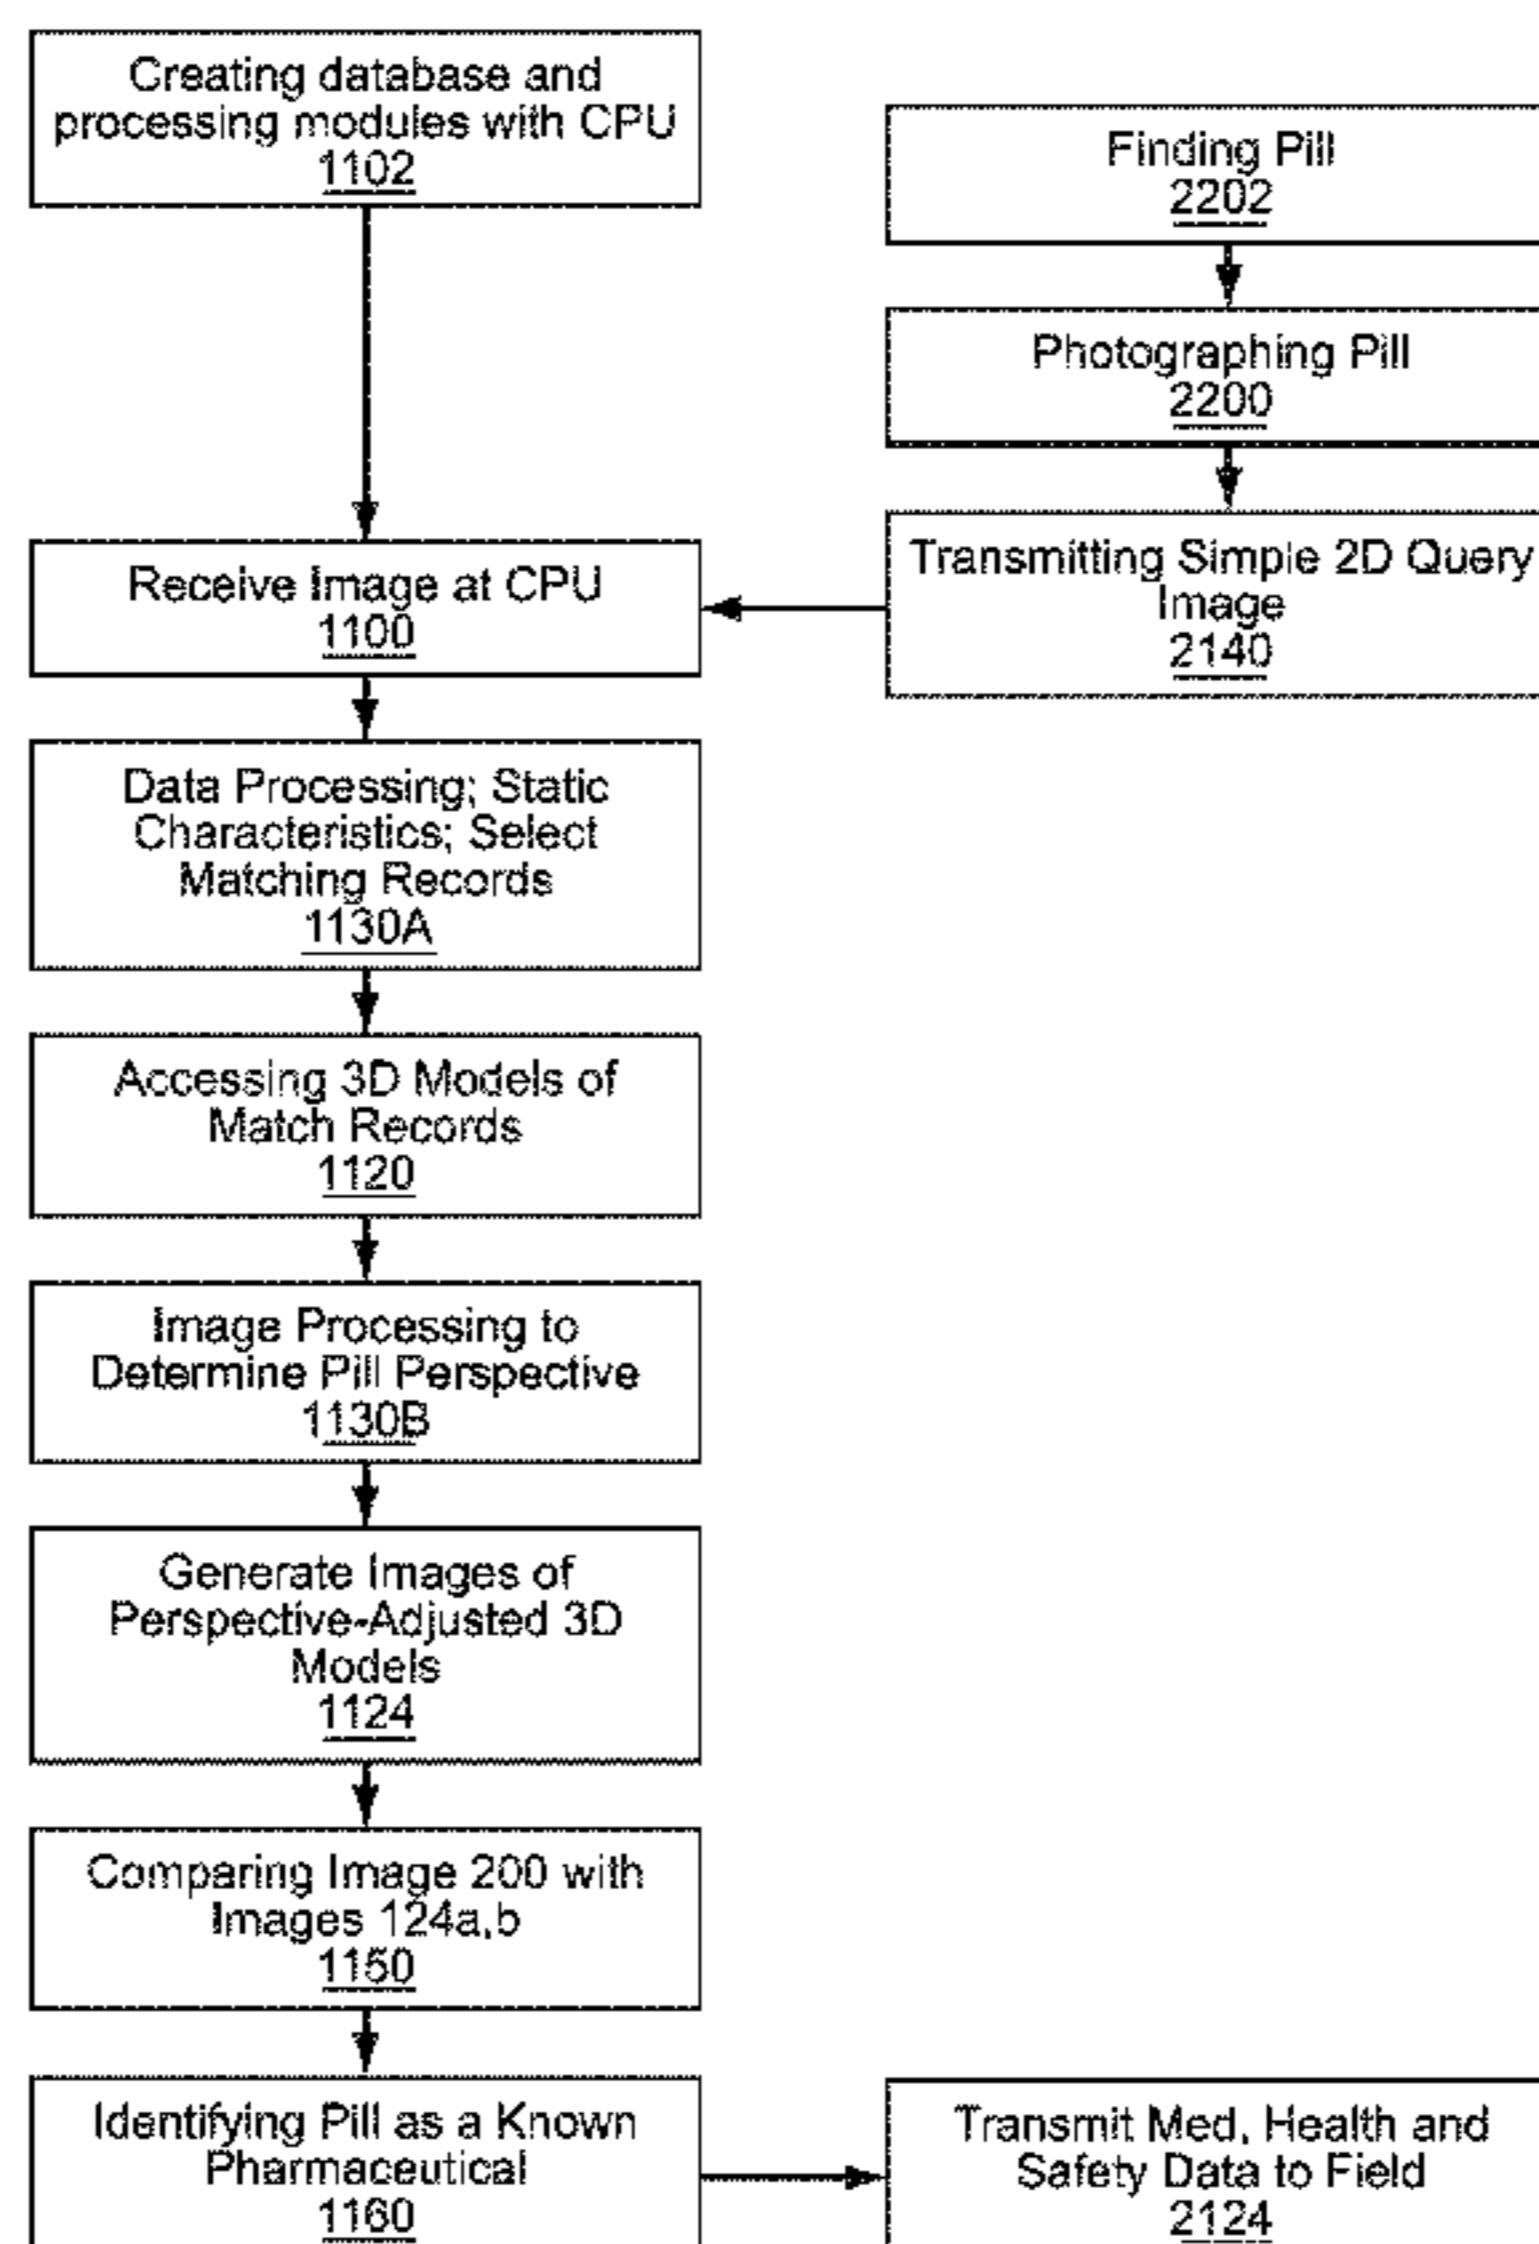 Creating database and
processing modules with CPU
1102
Finding Pill
2202
Photographing Pill
2200
Transmitting Simple 2D Query
Image
2140
Receive Image at CPU
1100
Data Processing; Static
Characteristics; Select
Matching Records
1130A
Accessing 3D Models of
Match Records
1120
Image Processing to
Determine Pill Perspective
1130B
Generate Images of
Perspective-Adjusted 3D
Models
1124
Comparing Image 200 with
Images 124a,b
1150
Identifying Pill as a Known
Pharmaceutical
1160
Transmit Med, Health and
Safety Data to Field
2124